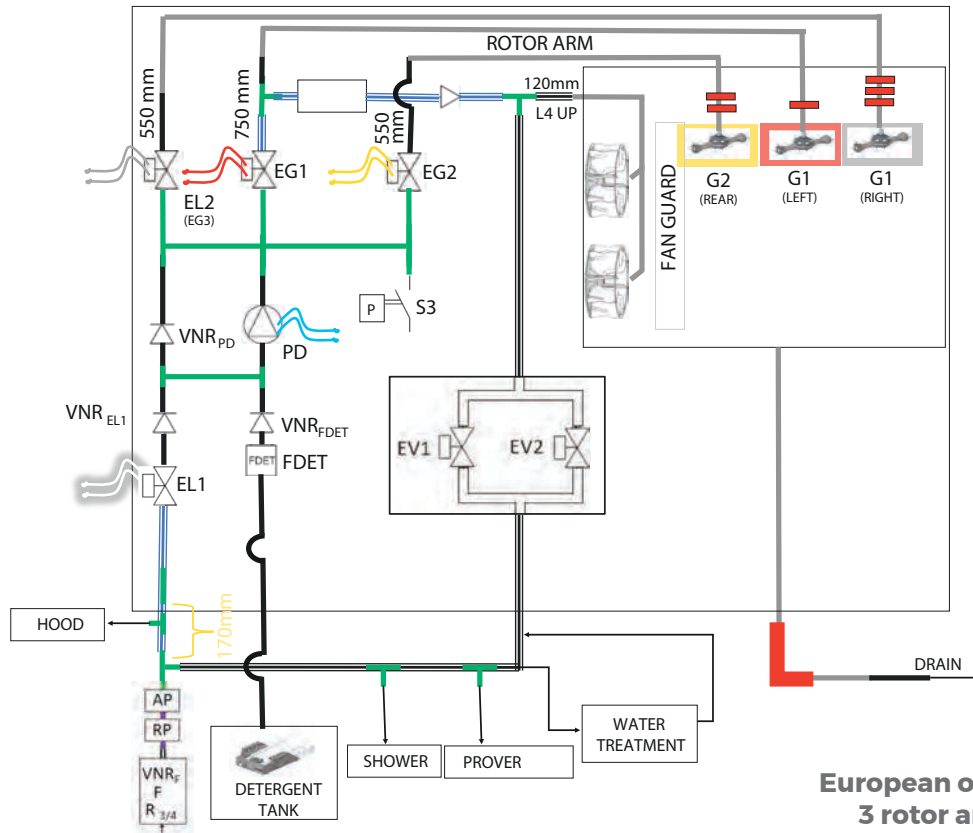 ROTOR ARM
550 mm
750 mm
550
mm
120mm
L4 UP
EL2
(EG3)
EG1
EG2
FAN GUARD
G2
(REAR)
G1
(LEFT)
G1
(RIGHT)
P
S3
VNR PD
PD
VNR EL1
VNR FDET
FDET
FDET
EL1
EV1
EV2
HOOD
170mm
DRAIN
AP
RP
VNR F
F
R 3/4
DETERGENT
TANK
SHOWER
PROVER
WATER
TREATMENT
European o
3 rotor a